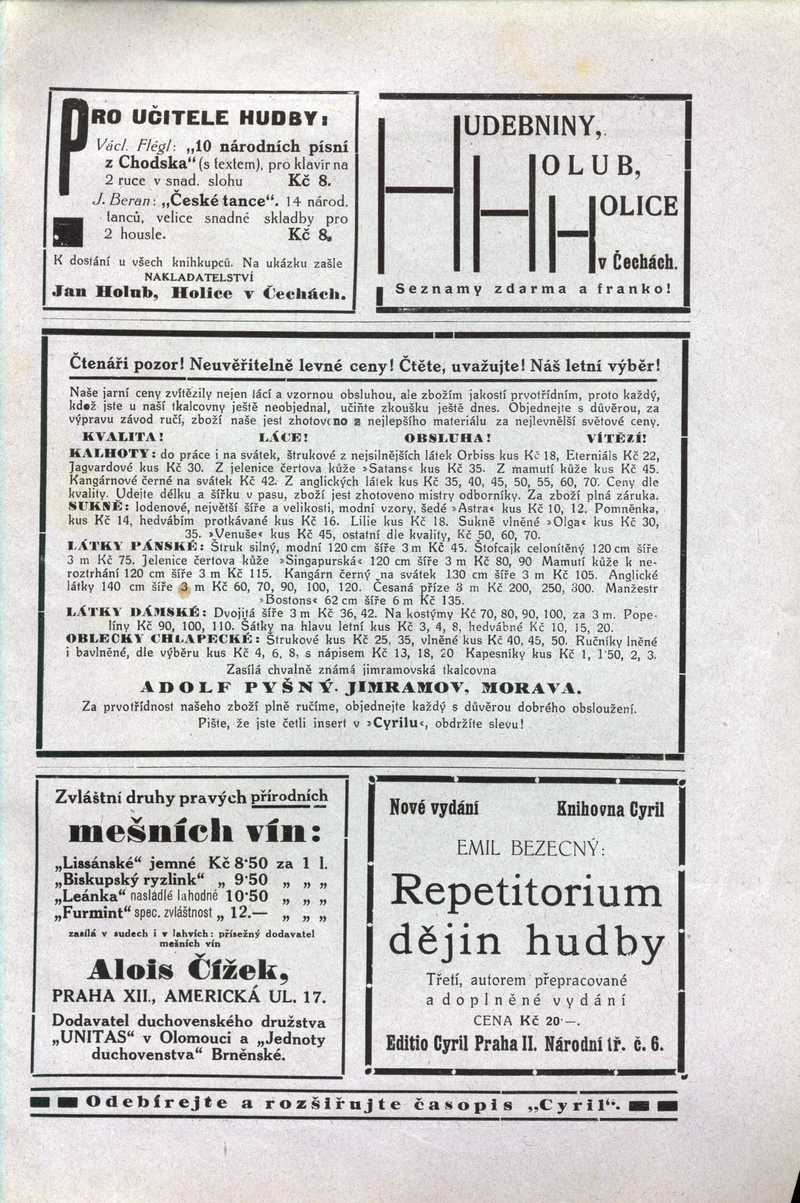 PRO UČITELE HUDBY:
Václ. Flégl: „10 národních písní
z Chodska“ (s textem), pro klavír na
2 ruce v snad. slohu Kč 8.
J. Beran: „České tance“. 14 národ.
tanců, velice snadné skladby pro
2 housle. Kč 8.
K dostání u všech knihkupců. Na ukázku zašle
NAKLADATELSTVÍ
Jan Holub, Holice v Čechách.
HUDEBNINY,
HOLUB,
HOLICE
v Čechách.
Seznamy zdarma a franko!
Čtenáři pozor! Neuvěřitelně levné ceny! Čtěte, uvažujte! Náš letní výběr!
Naše jarní ceny zvítězily nejen lácí a vzornou obsluhou, ale zbožím jakostí prvotřídním, proto každý,
kdož jste u naší tkalcovny ještě neobjednal, učiňte zkoušku ještě dnes. Objednejte s důvěrou, za
výpravu závod ručí, zboží naše jest zhotoveno z nejlepšího materiálu za nejlevnější světové ceny.
KVALITA! LÁCE! OBSLUHA! VÍTĚZÍ!
KALHOTY: do práce i na svátek, štrukové z nejsilnějších látek Orbiss kus Kč 18, Eterniáls Kč 22,
Jagvardové kus Kč 30. Z jelenice čertova kůže »Satans« kus Kč 35. Z mamutí kůže kus Kč 45.
Kangárnové černé na svátek Kč 42. Z anglických látek kus Kč 35, 40, 45, 50, 55, 60, 70. Ceny dle
kvality. Udejte délku a šířku v pasu, zboží jest zhotoveno mistry odborníky. Za zboží plná záruka.
SUKNĚ: lodenové, největší šíře a velikosti, modní vzory, šedé »Astra« kus Kč 10, 12. Pomněnka,
kus Kč 14, hedvábím protkávané kus Kč 16. Lilie kus Kč 18. Sukně vlněné »Olga« kus Kč 30,
35. »Venuše« kus Kč 45, ostatní dle kvality, Kč 50, 60, 70.
LÁTKY PÁNSKÉ: Štruk silný, modní 120 cm šíře 3 m Kč 45. Štofcajk celonitěný 120 cm šíře
3 m Kč 75. Jelenice čertova kůže »Singapurská« 120 cm šíře 3 m Kč 80, 90 Mamutí kůže k ne-
roztrhání 120 cm šíře 3 m Kč 115. Kangárn černý na svátek 130 cm šíře 3 m Kč 105. Anglické
látky 140 cm šíře 3 m Kč 60, 70, 90, 100, 120. Česaná příze 3 m Kč 200, 250, 300. Manžestr
»Bostons« 62 cm šíře 6 m Kč 135.
LÁTKY DÁMSKÉ: Dvojitá šíře 3 m Kč 36, 42. Na kostýmy Kč 70, 80, 90, 100, za 3 m. Pope-
líny Kč 90, 100, 110. Šátky na hlavu letní kus Kč 3, 4, 8, hedvábné Kč 10, 15, 20.
OBLECKY CHLAPECKÉ: Štrukové kus Kč 25, 35, vlněné kus Kč 40, 45, 50. Ručníky lněné
i bavlněné, dle výběru kus Kč 4, 6, 8, s nápisem Kč 13, 18, 20 Kapesníky kus Kč 1, 1'50, 2, 3.
Zasílá chvalně známá jimramovská tkalcovna
ADOLF PYŠNÝ. JIMRAMOV, MORAVA.
Za prvotřídnost našeho zboží plně ručíme, objednejte každý s důvěrou dobrého obsloužení.
Pište, že jste četli insert v »Cyrilu«, obdržíte slevu!
Zvláštní druhy pravých přírodních
mešních vín:
„Lissánské“ jemné Kč 8·50 za 1 l.
„Biskupský ryzlink“ „ 9·50 „ „ „
„Leánka“ nasládlé lahodné 10·50 „ „ „
„Furmint“ spec. zvláštnost „ 12.— „ „ „
zasílá v sudech i v lahvích: přísežný dodavatel
mešních vín
Alois Čížek,
PRAHA XII., AMERICKÁ UL. 17.
Dodavatel duchovenského družstva
„UNITAS“ v Olomouci a „Jednoty
duchovenstva“ Brněnské.
Nové vydání Knihovna Cyril
EMIL BEZECNÝ:
Repetitorium
dějin hudby
Třetí, autorem přepracované
a doplněné vydání
CENA Kč 20·—.
Editio Cyril Praha II. Národní tř. č. 6.
Odebírejte a rozšiřujte časopis „Cyril“.